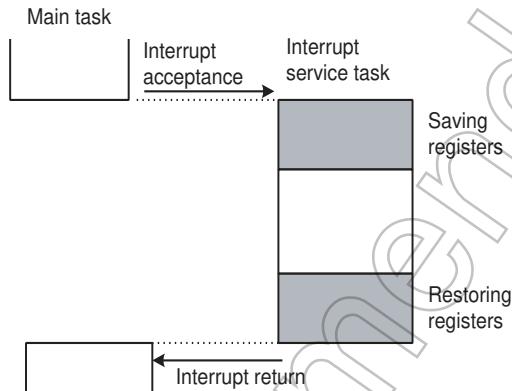 Main task
Interrupt
acceptance
Interrupt
service task
Saving
registers
Restoring
registers
Interrupt return